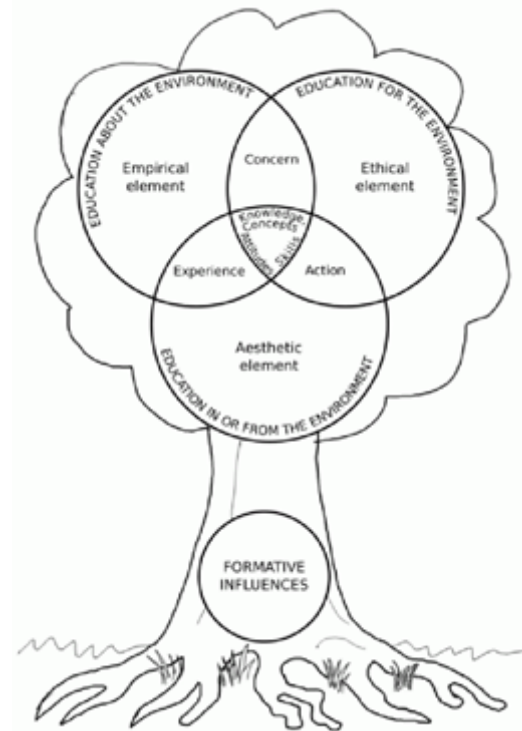 EDUCATION ABOUT THE ENVIRONMENT
EDUCATION FOR THE ENVIRONMENT
Concern
Empirical
element
Ethical
element
Knowledge,
Concepts
Attitudes
Skills
Experience
Action
Aesthetic
element
EDUCATION IN OR FROM THE ENVIRONMENT
FORMATIVE
INFLUENCES